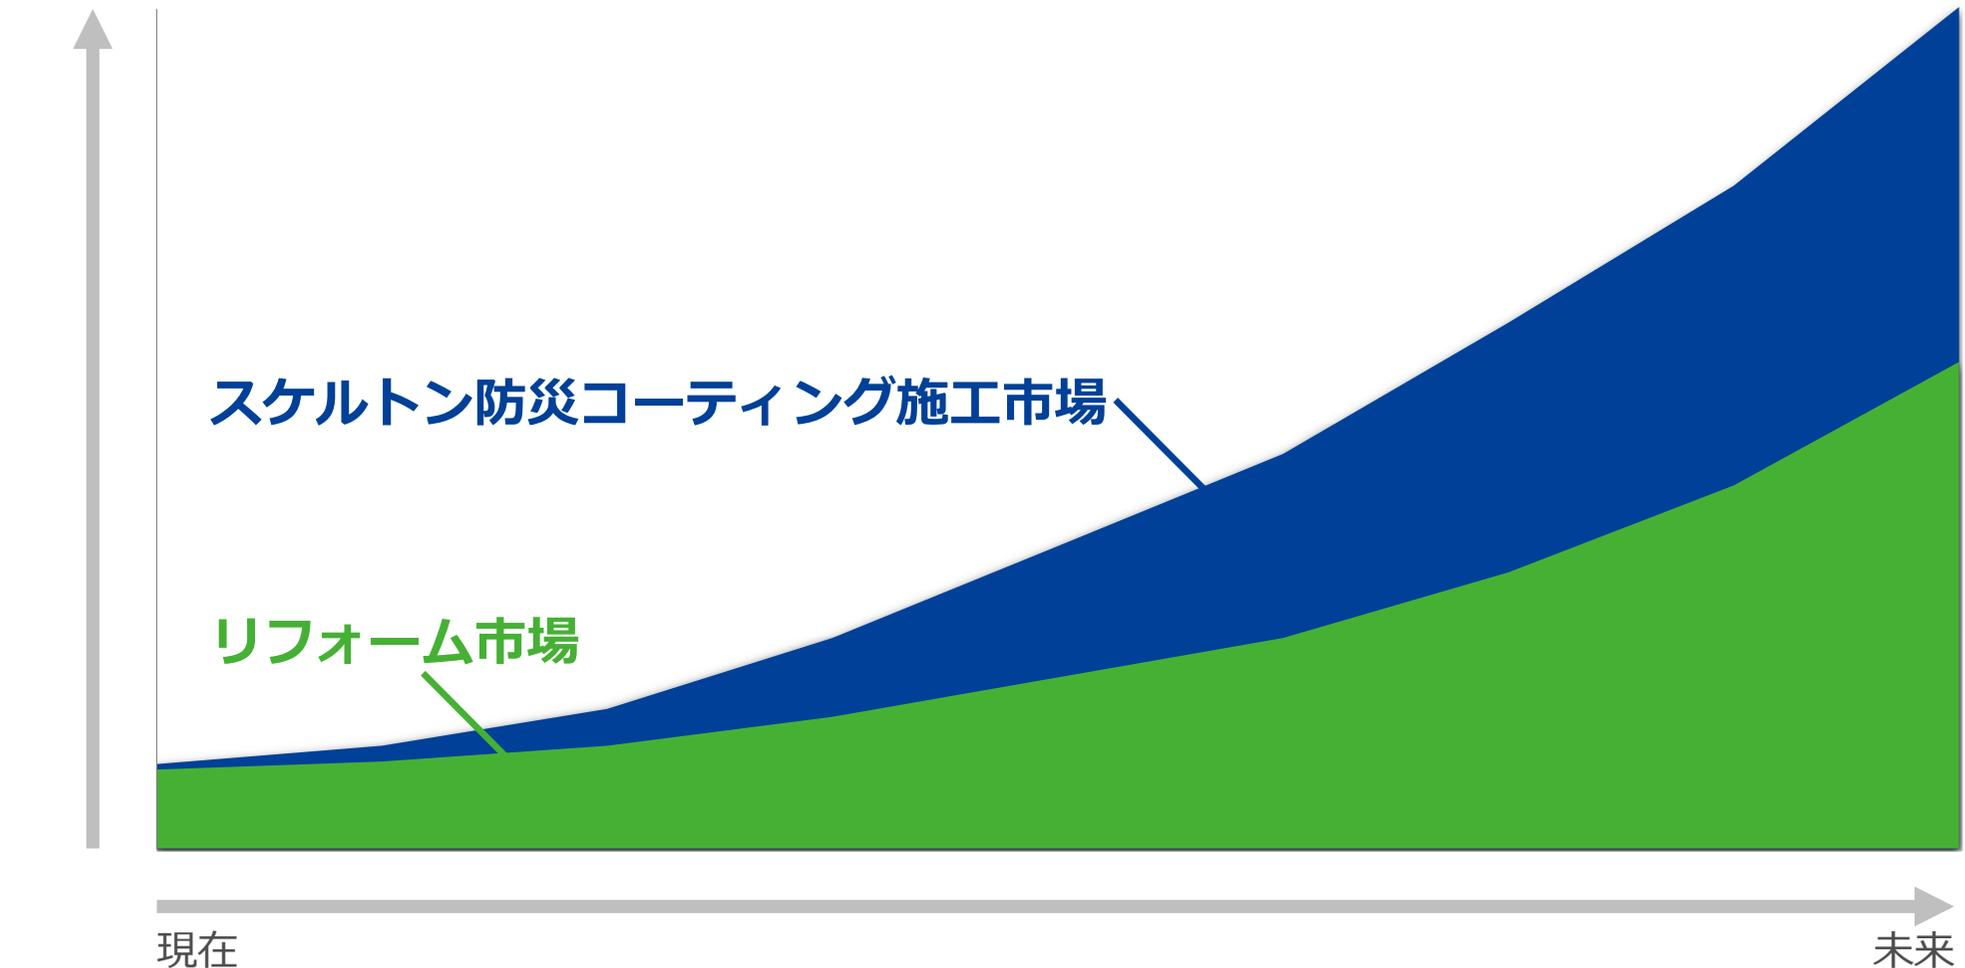 スケルトン防災コーティング施工市場
リフォーム市場
現在
未来